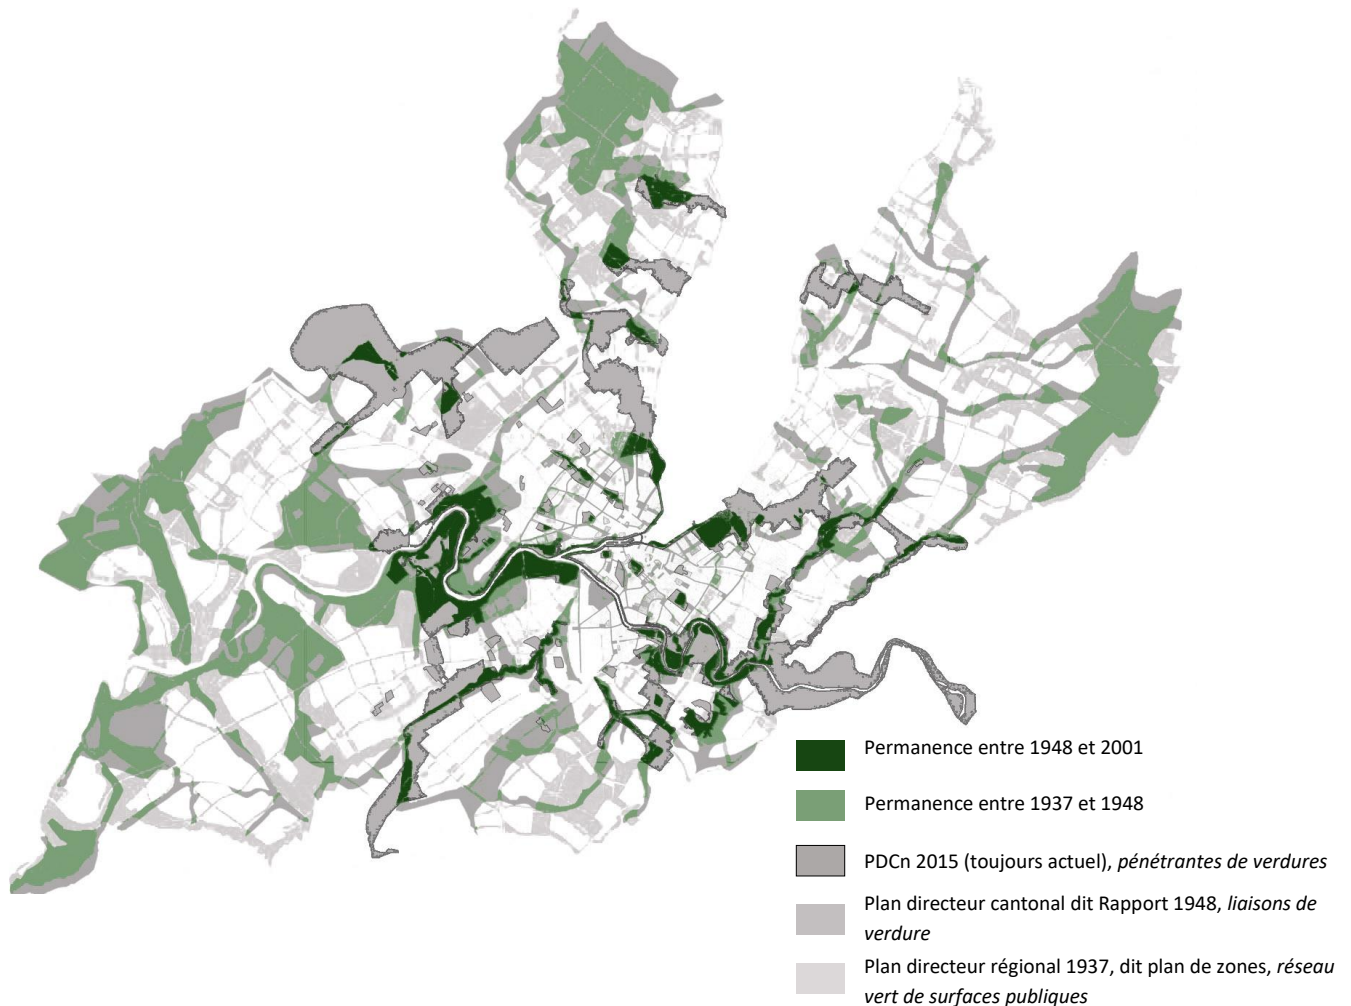 Permanence entre 1948 et 2001
Permanence entre 1937 et 1948
PDCn 2015 (toujours actuel), pénétrantes de verdures
Plan directeur cantonal dit Rapport 1948, liaisons de
verdure
Plan directeur régional 1937, dit plan de zones, réseau
vert de surfaces publiques